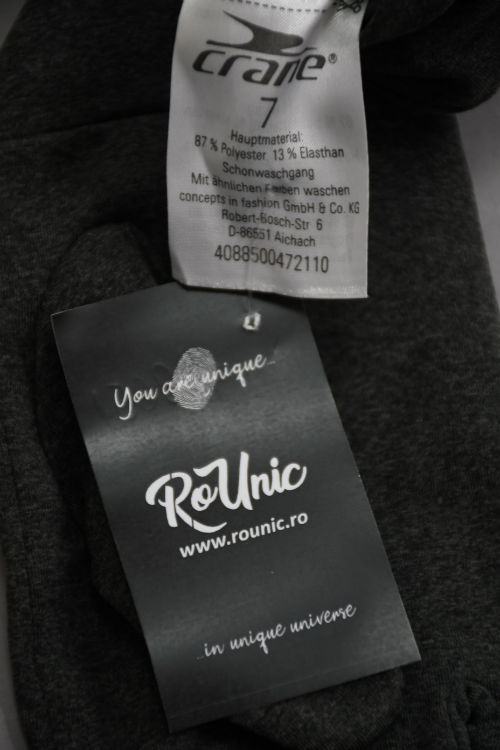 crane®
7
Hauptmaterial:
87 % Polyester, 13 % Elasthan
Schonwaschgang
Mit ähnlichen Farben waschen
concepts in fashion GmbH & Co. KG
Robert-Bosch-Str 6
D-86551 Aichach
4088500472110
You are unique...
RoUnic
www.rounic.ro
...in unique universe